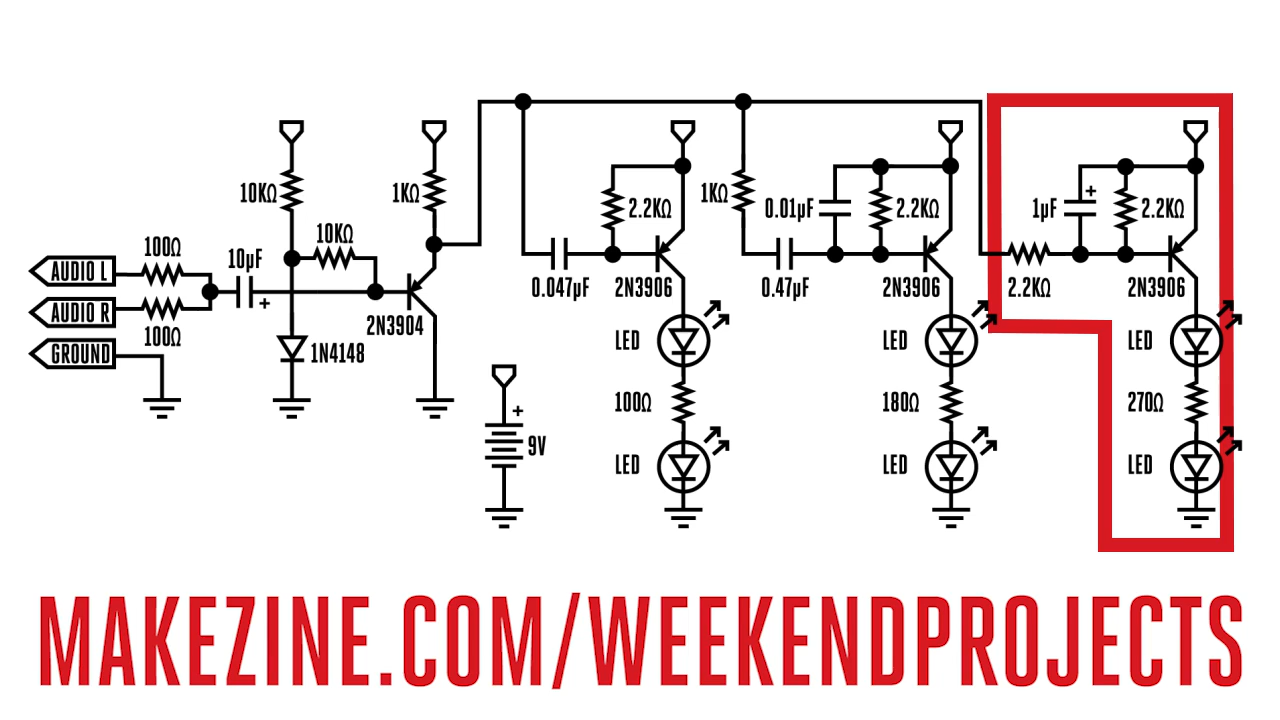 AUDIO L
AUDIO R
GROUND
100Ω
100Ω
10µF
+
10KΩ
10KΩ
1N4148
1KΩ
2N3904
+
9V
0.047µF
2.2KΩ
2N3906
LED
100Ω
LED
1KΩ
0.47µF
0.01µF
2.2KΩ
2N3906
LED
180Ω
LED
2.2KΩ
1µF
+
2.2KΩ
2N3906
LED
270Ω
LED
MAKEZINE.COM/WEEKENDPROJECTS